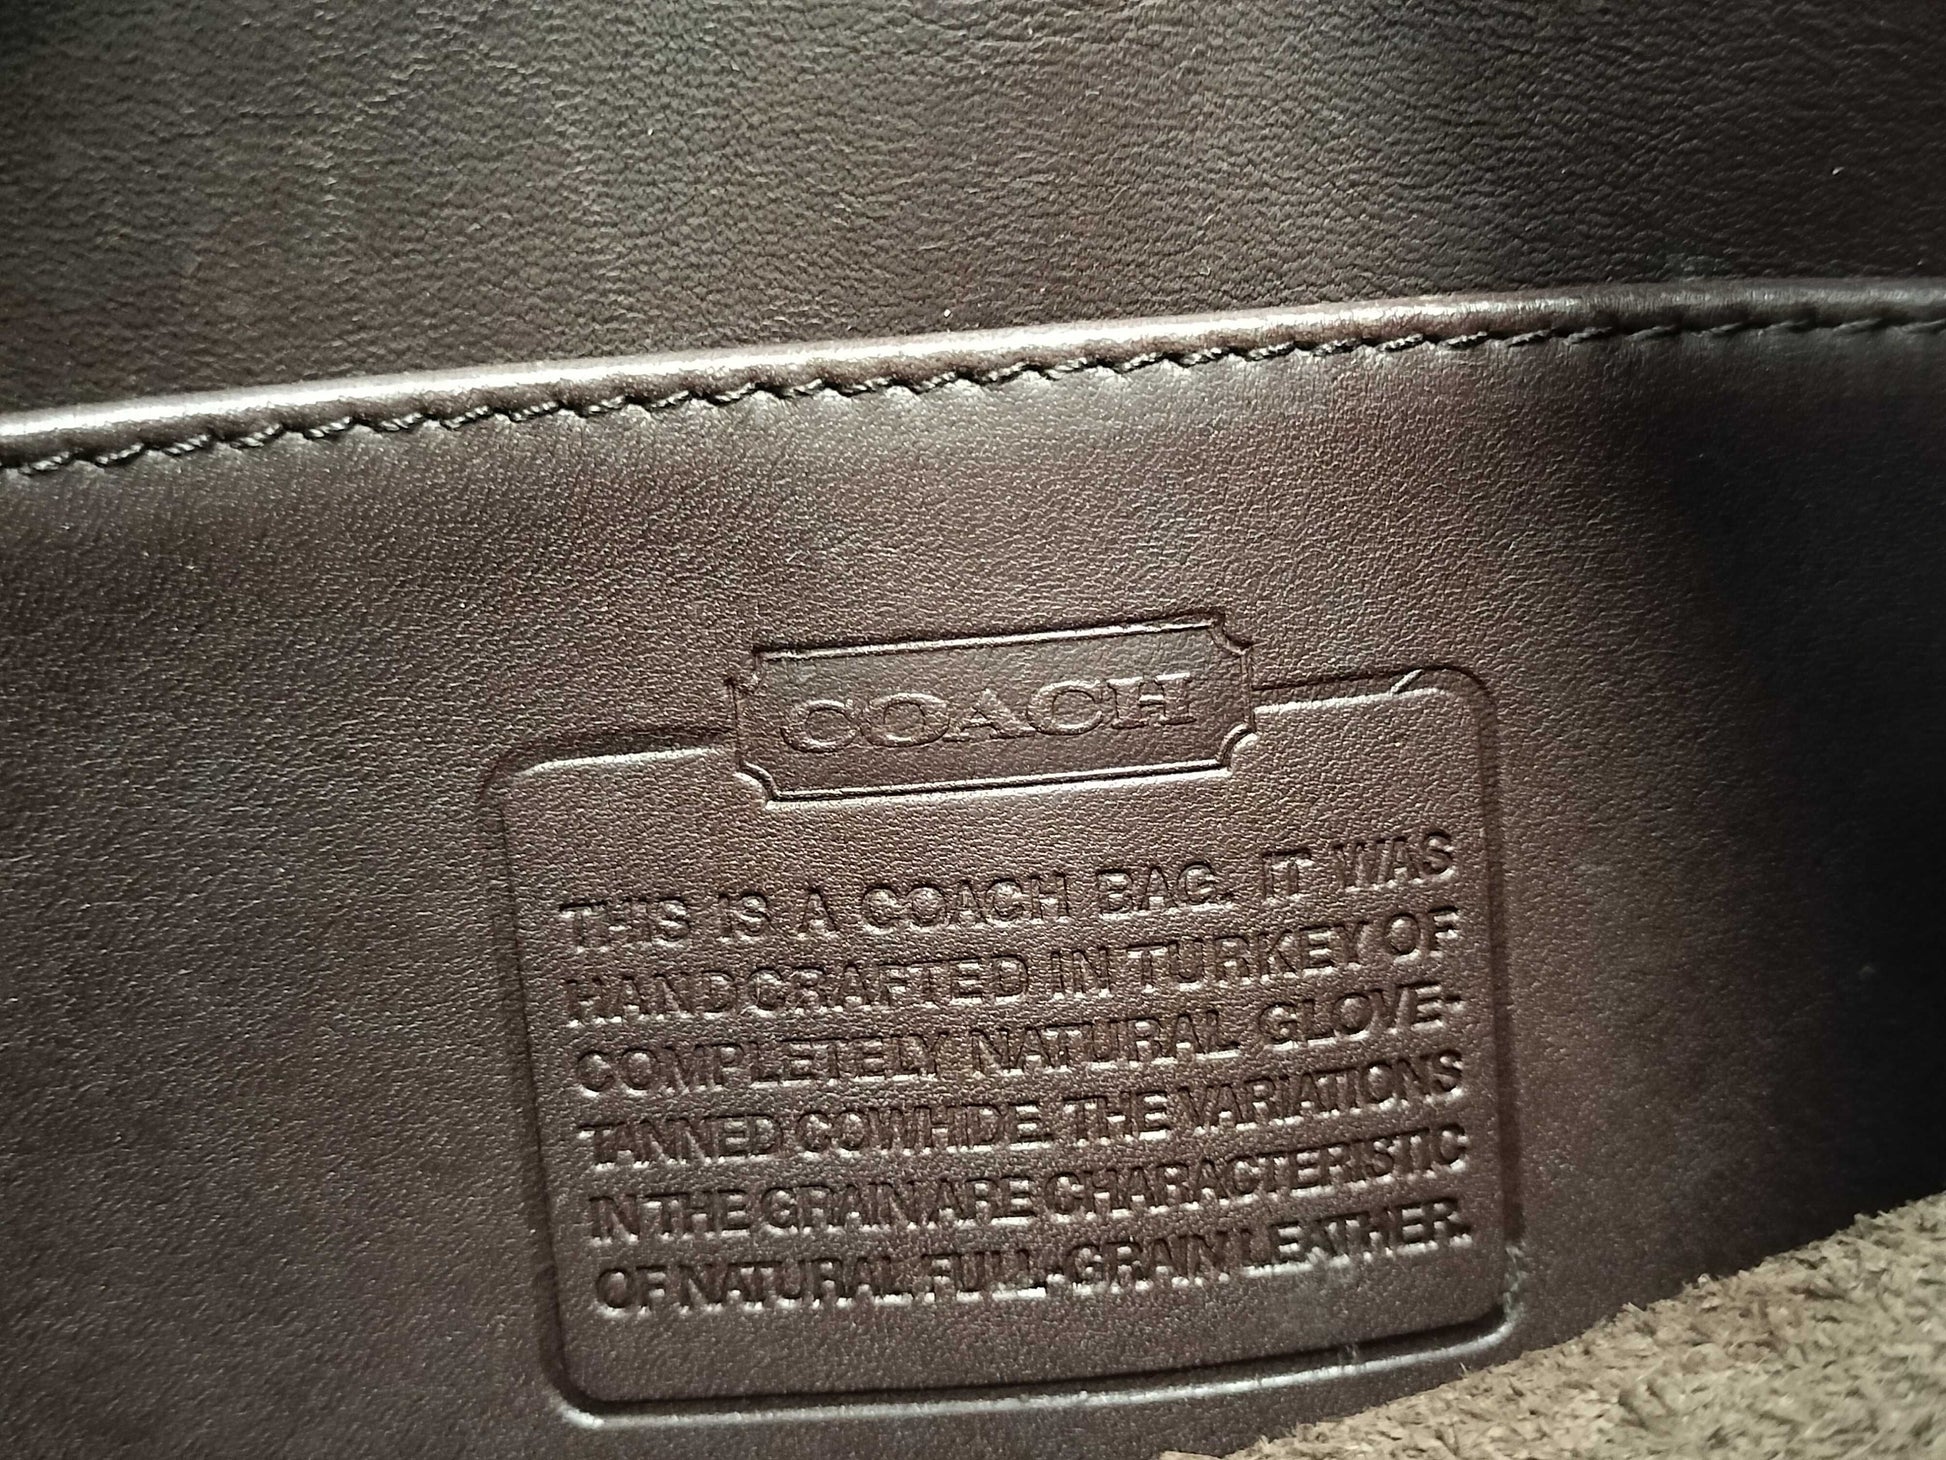 COACH
THIS IS A COACH BAG. IT WAS
HANDCRAFTED IN TURKEY OF
COMPLETELY NATURAL GLOVE-
TANNED COWHIDE. THE VARIATIONS
IN THE GRAIN ARE CHARACTERISTIC
OF NATURAL FULL-GRAIN LEATHER.